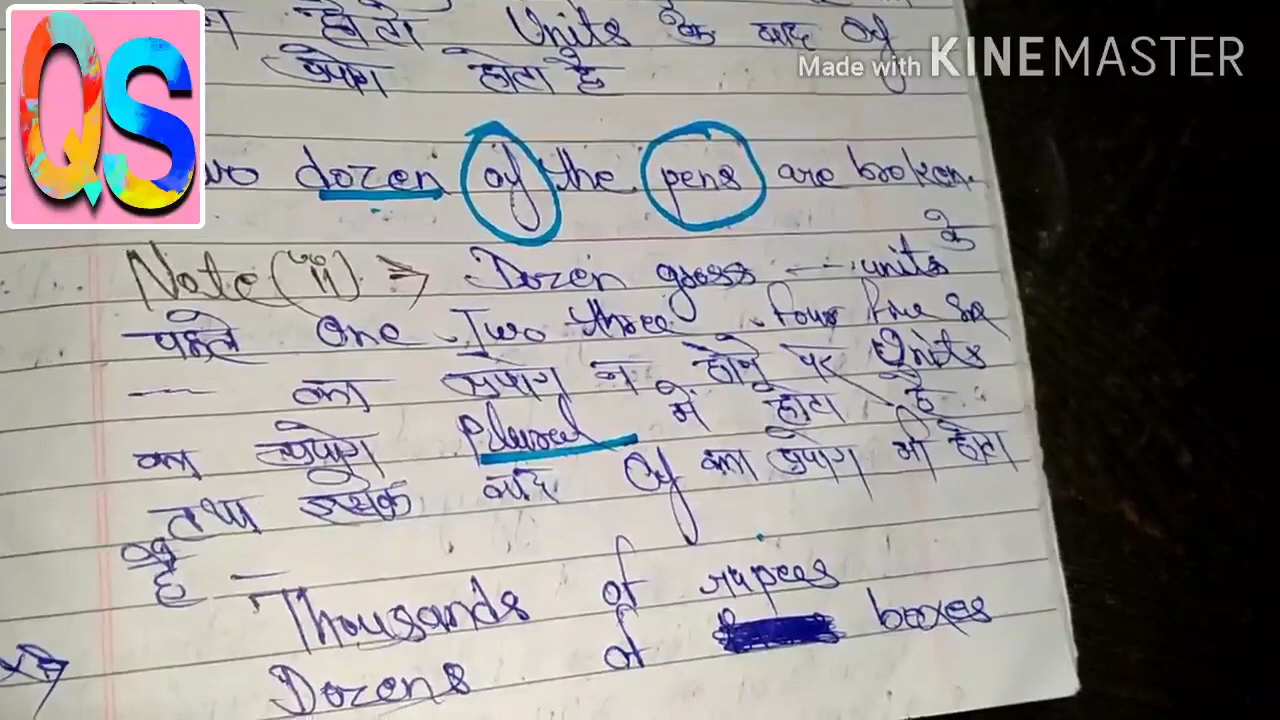 होतो Units के बाद of
प्रयोग होता है
QS
Made with KINEMASTER
wo dozen of the pens are broken.
Note (ii) ⇒ Dozen gross --- units के
पहले One Two three four five six
--- का प्रयोग न होने पर Units
का प्रयोग Plural में होता है
तथा इसके बाद of का प्रयोग भी होता
है —
Thousands of rupees
Dozens of boxes